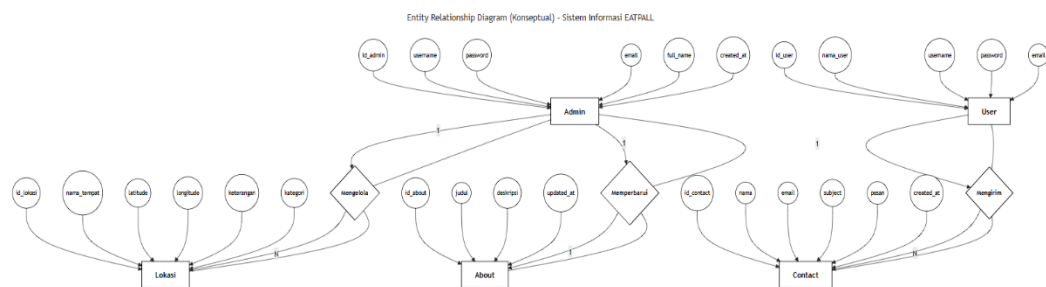 Entity Relationship Diagram (Konseptual) - Sistem Informasi EATPALL
id_admin
username
password
email
full_name
created_at
id_user
nama_user
username
password
email
Admin
User
1
1
1
id_lokasi
nama_tempat
latitude
longitude
keterangan
kategori
Mengelola
id_about
judul
deskripsi
updated_at
Memperbarui
id_contact
nama
email
subject
pesan
created_at
Mengirim
N
1
N
Lokasi
About
Contact